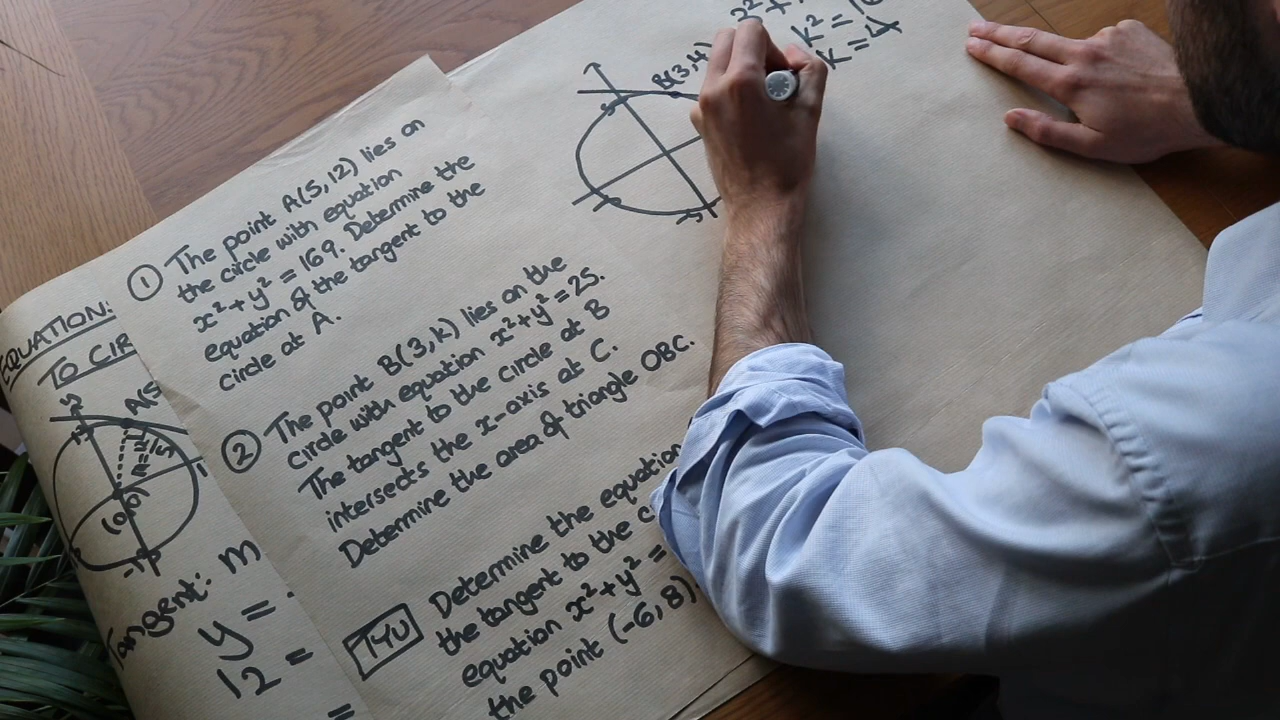 EQUATION:
TO CIR
y
A(5
13
(0,0)
-13
Tangent: m
y =
12 =
=
① The point A(5, 12) lies on
the circle with equation
x² + y² = 169. Determine the
equation of the tangent to the
circle at A.
② The point B(3, k) lies on the
circle with equation x² + y² = 25.
The tangent to the circle at B
intersects the x-axis at C.
Determine the area of triangle OBC.
TYU
Determine the equation
the tangent to the c
equation x² + y² =
the point (-6, 8).
5
B(3,4)
-5
k² =
k = 4